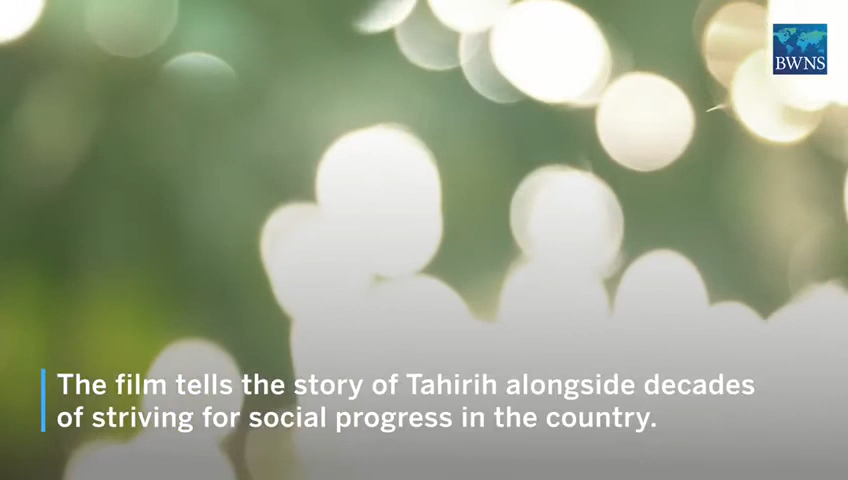 BWNS
The film tells the story of Tahirih alongside decades
of striving for social progress in the country.